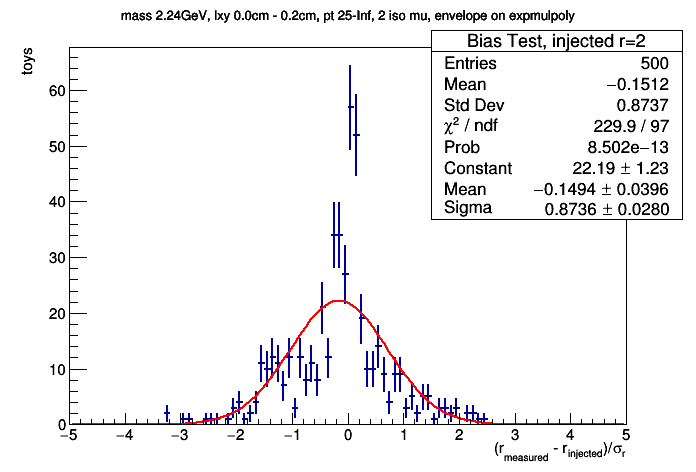 mass 2.24GeV, lxy 0.0cm - 0.2cm, pt 25-Inf, 2 iso mu, envelope on expmulpoly
Bias Test, injected r=2
Entries 500
Mean −0.1512
Std Dev 0.8737
χ² / ndf 229.9 / 97
Prob 8.502e−13
Constant 22.19 ± 1.23
Mean −0.1494 ± 0.0396
Sigma 0.8736 ± 0.0280
toys
60
50
40
30
20
10
0
−5 −4 −3 −2 −1 0 1 2 3 4 5
(r_measured - r_injected)/σ_r